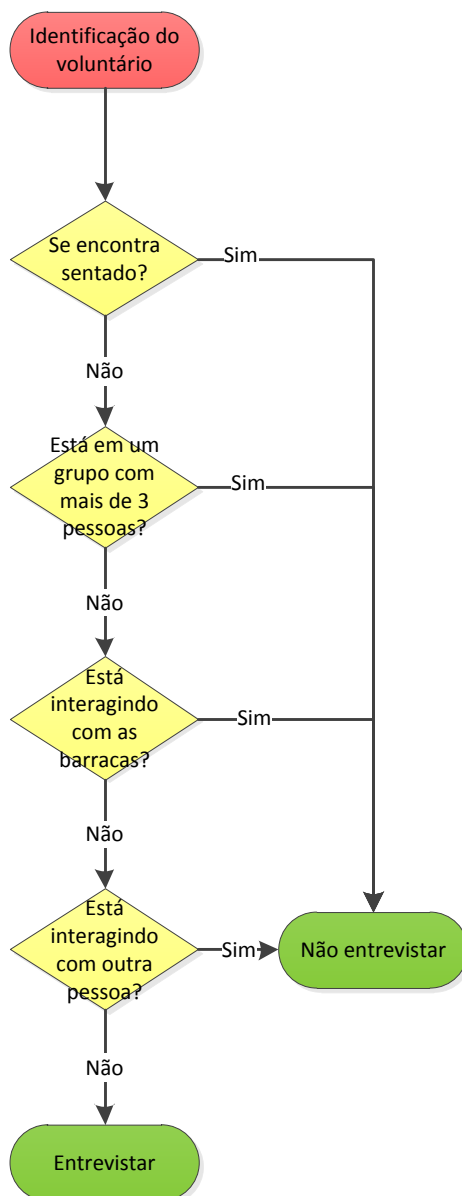 Identificação do
voluntário
Se encontra
sentado?
Sim
Não
Está em um
grupo com
mais de 3
pessoas?
Sim
Não
Está
interagindo
com as
barracas?
Sim
Não
Está
interagindo
com outra
pessoa?
Sim
Não entrevistar
Não
Entrevistar